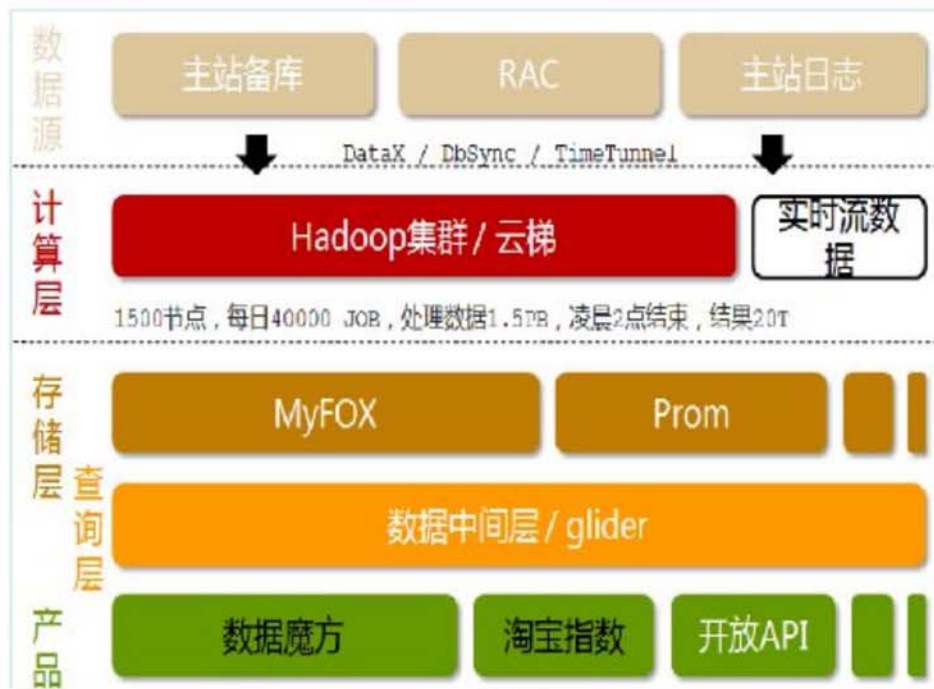 数据源
主站备库
RAC
主站日志
DataX / DbSync / TimeTunnel
计算层
Hadoop集群 / 云梯
实时流数
据
1500节点，每日40000 JOB，处理数据1.5PB，凌晨2点结束，结果20T
存储层
MyFOX
Prom
查询层
数据中间层 / glider
产品
数据魔方
淘宝指数
开放API